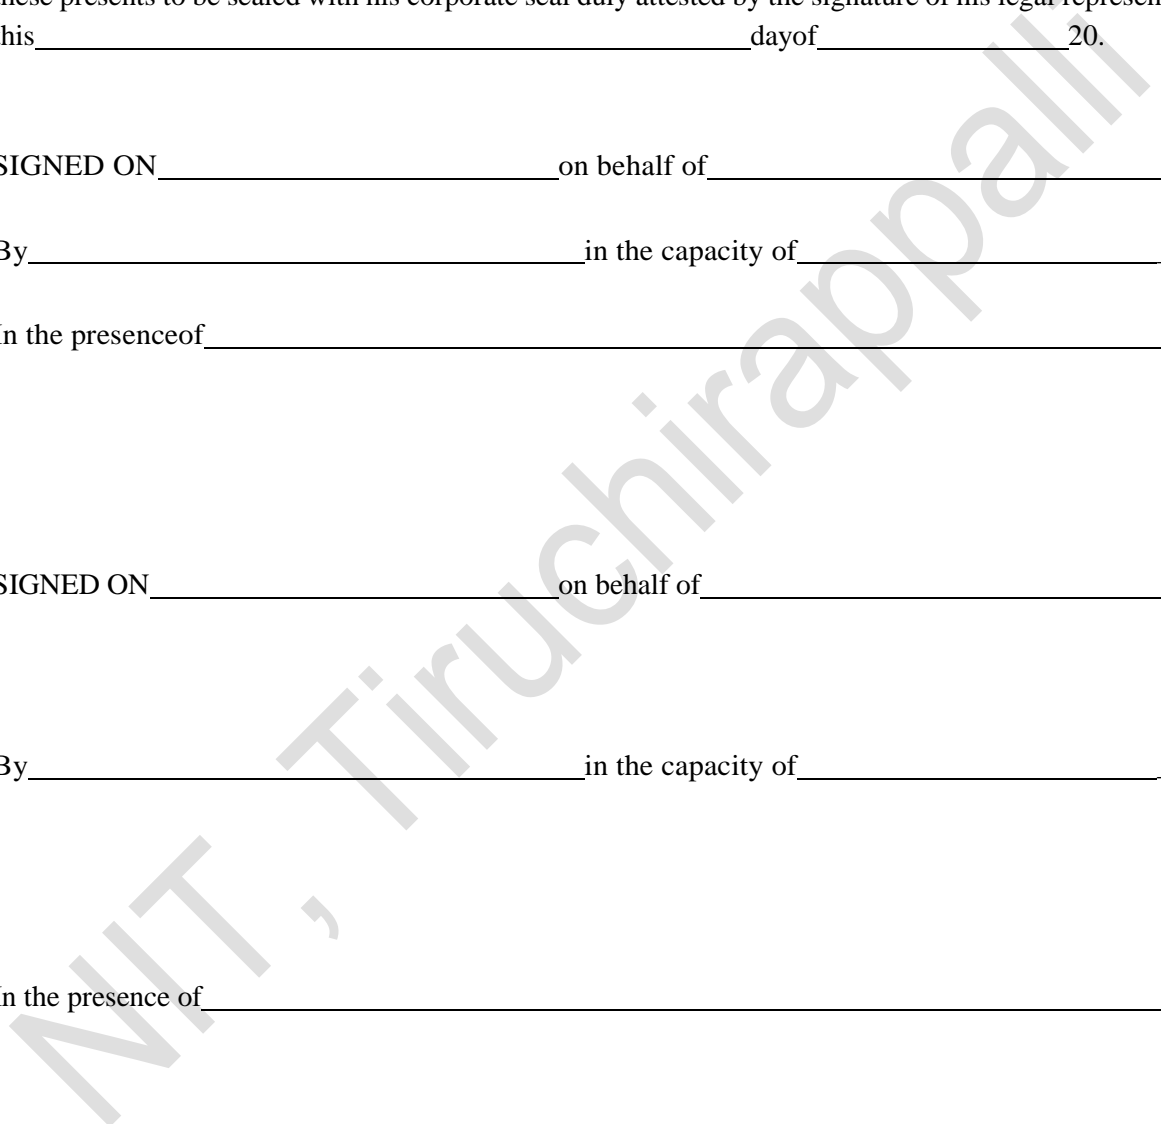 these presents to be sealed with his corporate seal duly attested by the signature of his legal represen
this dayof 20.
SIGNED ON on behalf of
By in the capacity of
In the presenceof
SIGNED ON on behalf of
By in the capacity of
In the presence of
NIT , Tiruchirappalli